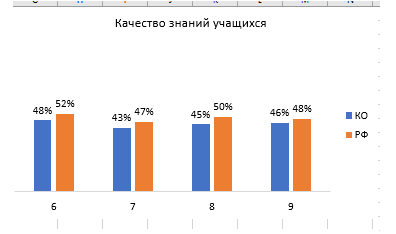 Качество знаний учащихся
48% 52% 43% 47% 45% 50% 46% 48%
КО
РФ
6 7 8 9